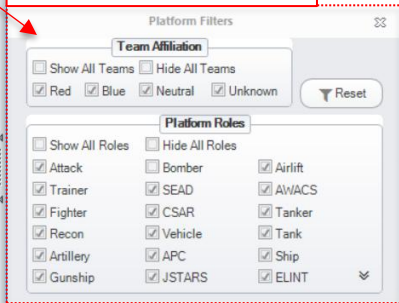 Platform Filters
Team Affiliation
Show All Teams Hide All Teams
Red Blue Neutral Unknown
Reset
Platform Roles
Show All Roles Hide All Roles
Attack Bomber Airlift
Trainer SEAD AWACS
Fighter CSAR Tanker
Recon Vehicle Tank
Artillery APC Ship
Gunship JSTARS ELINT